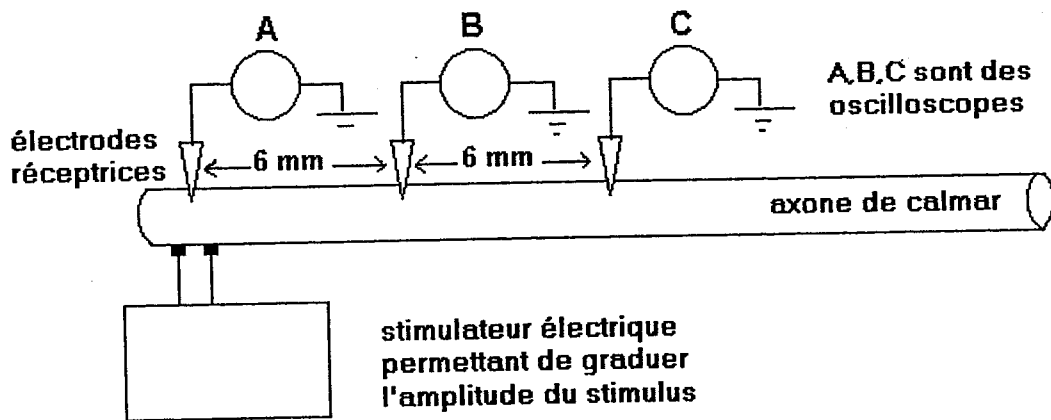 A
B
C
A,B,C sont des
oscilloscopes
électrodes
réceptrices
6 mm
6 mm
axone de calmar
stimulateur électrique
permettant de graduer
l'amplitude du stimulus